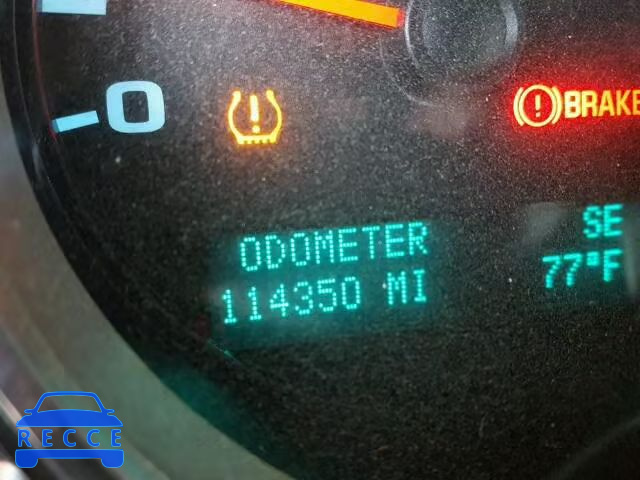 0
BRAKE
ODOMETER
114350 MI
SE
77°F
RECCE